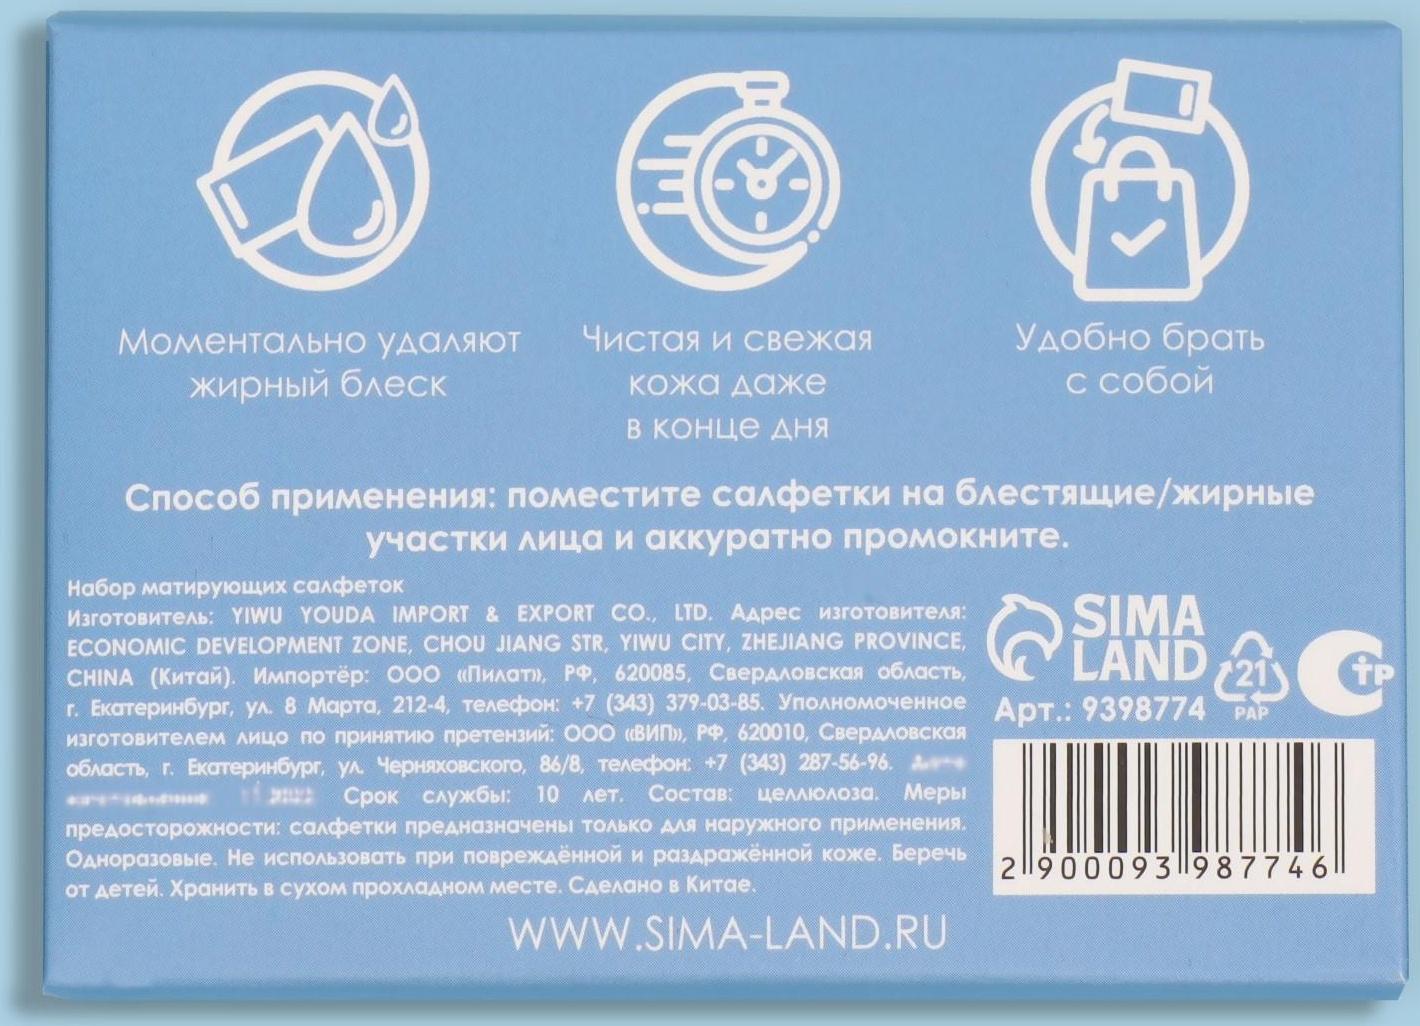 Моментально удаляют
жирный блеск
Чистая и свежая
кожа даже
в конце дня
Удобно брать
с собой
Способ применения: поместите салфетки на блестящие/жирные
участки лица и аккуратно промокните.
Набор матирующих салфеток
Изготовитель: YIWU YOUDA IMPORT & EXPORT CO., LTD. Адрес изготовителя:
ECONOMIC DEVELOPMENT ZONE, CHOU JIANG STR, YIWU CITY, ZHEJIANG PROVINCE,
CHINA (Китай). Импортёр: ООО «Пилат», РФ, 620085, Свердловская область,
г. Екатеринбург, ул. 8 Марта, 212-4, телефон: +7 (343) 379-03-85. Уполномоченное
изготовителем лицо по принятию претензий: ООО «ВИП», РФ, 620010, Свердловская
область, г. Екатеринбург, ул. Черняховского, 86/8, телефон: +7 (343) 287-56-96.
Срок службы: 10 лет. Состав: целлюлоза. Меры
предосторожности: салфетки предназначены только для наружного применения.
Одноразовые. Не использовать при повреждённой и раздражённой коже. Беречь
от детей. Хранить в сухом прохладном месте. Сделано в Китае.
SIMA
LAND
21
PAP
тР
Арт.: 9398774
2 900093 987746
WWW.SIMA-LAND.RU